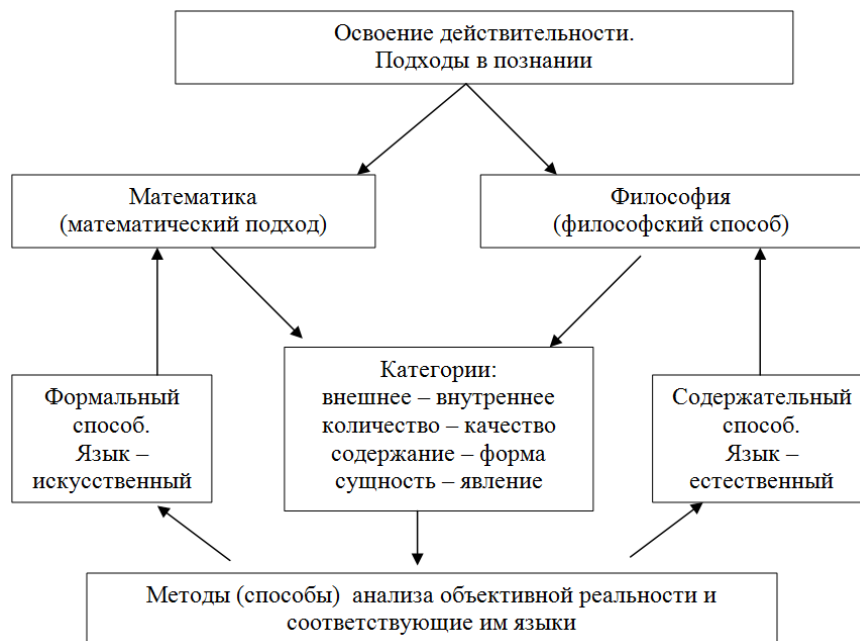 Освоение действительности.
Подходы в познании
Математика
(математический подход)
Философия
(философский способ)
Формальный
способ.
Язык –
искусственный
Категории:
внешнее – внутреннее
количество – качество
содержание – форма
сущность – явление
Содержательный
способ.
Язык –
естественный
Методы (способы) анализа объективной реальности и
соответствующие им языки